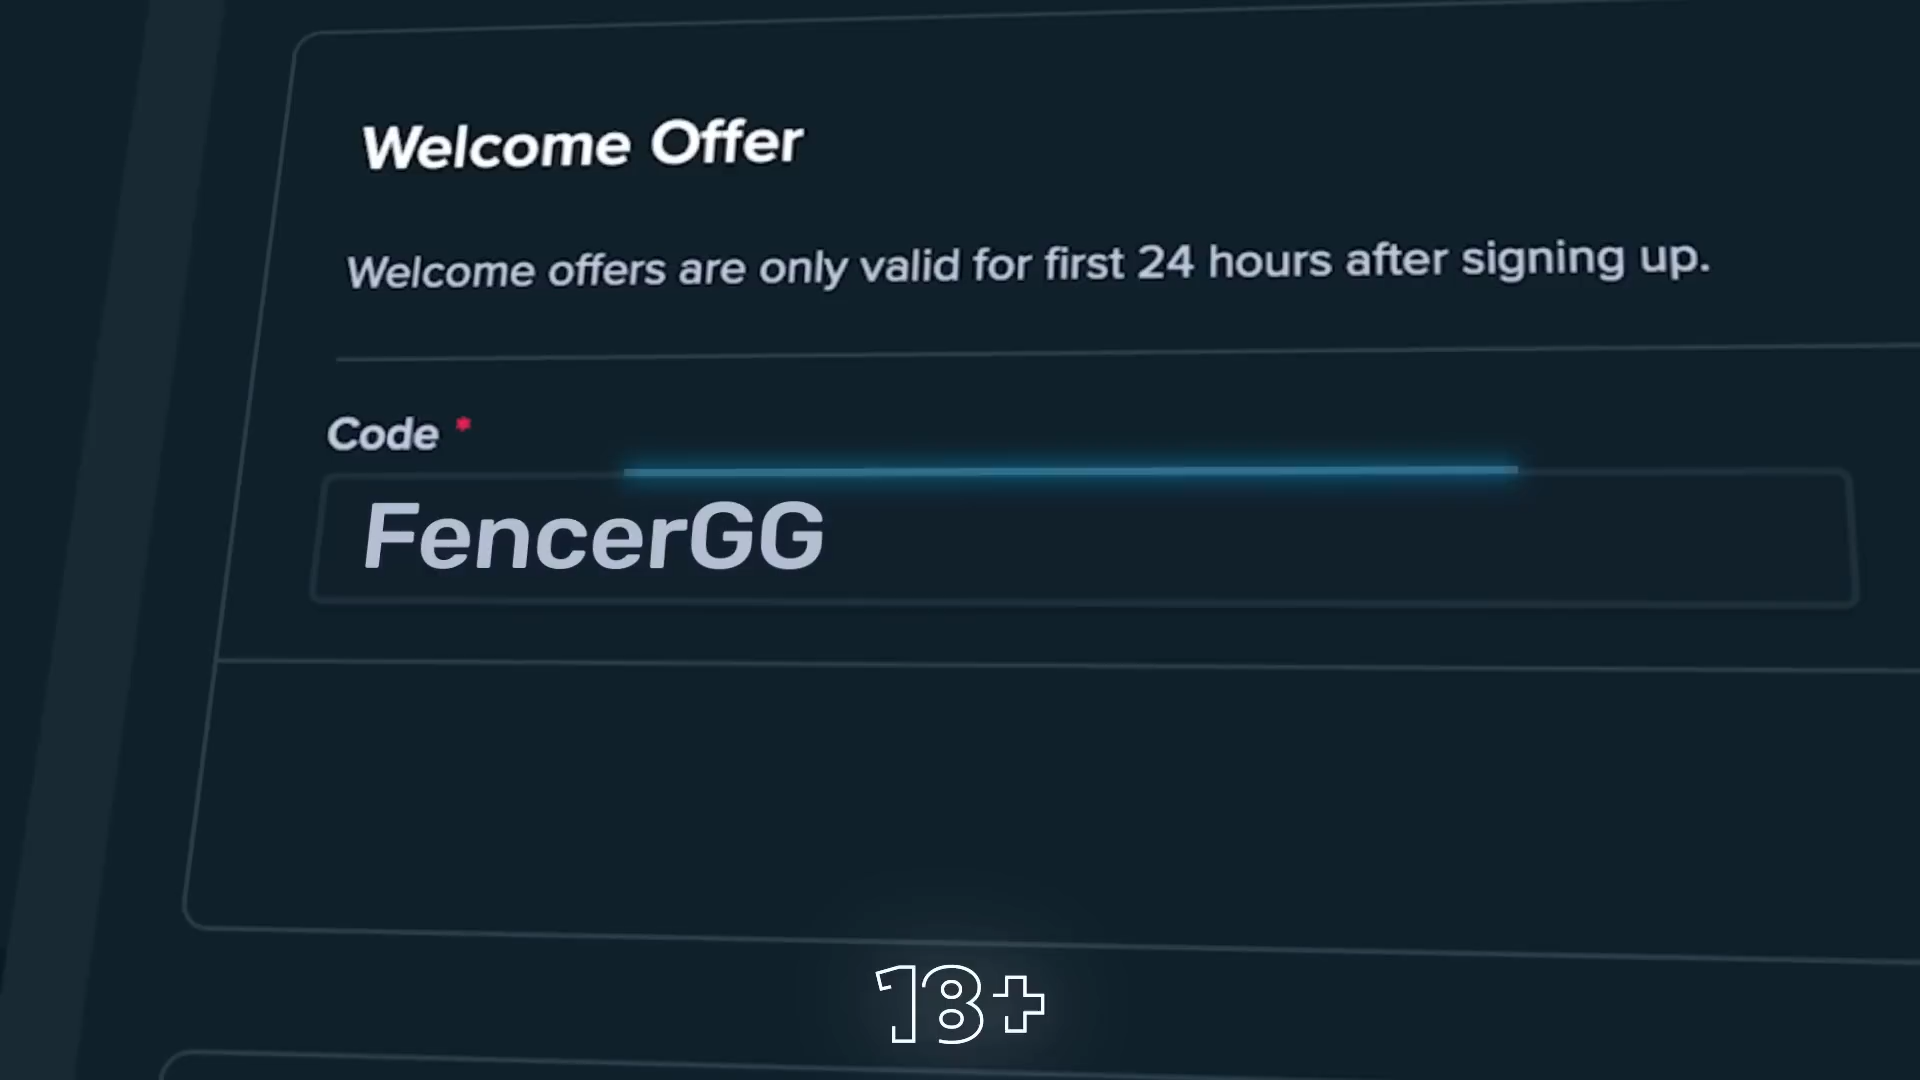 Welcome Offer
Welcome offers are only valid for first 24 hours after signing up.
Code *
FencerGG
18+